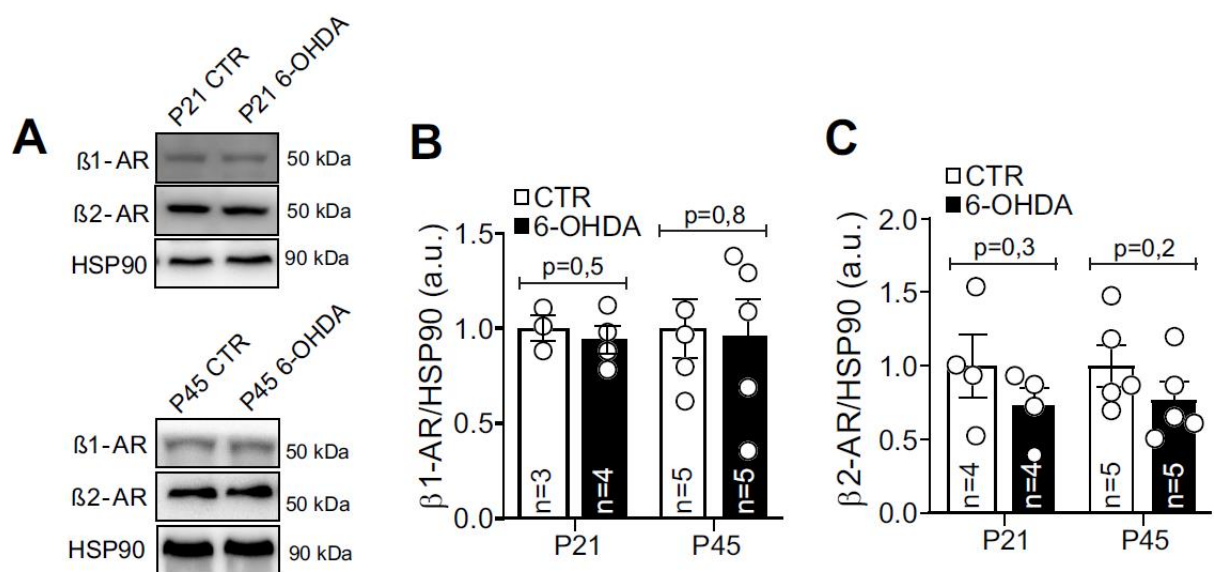 A
P21 CTR
P21 6-OHDA
ß1-AR
50 kDa
ß2-AR
50 kDa
HSP90
90 kDa
P45 CTR
P45 6-OHDA
ß1-AR
50 kDa
ß2-AR
50 kDa
HSP90
90 kDa
B
CTR
6-OHDA
β1-AR/HSP90 (a.u.)
1.5
1.0
0.5
0.0
p=0,5
p=0,8
n=3
n=4
n=5
n=5
P21
P45
C
CTR
6-OHDA
β2-AR/HSP90 (a.u.)
2.0
1.5
1.0
0.5
0.0
p=0,3
p=0,2
n=4
n=4
n=5
n=5
P21
P45